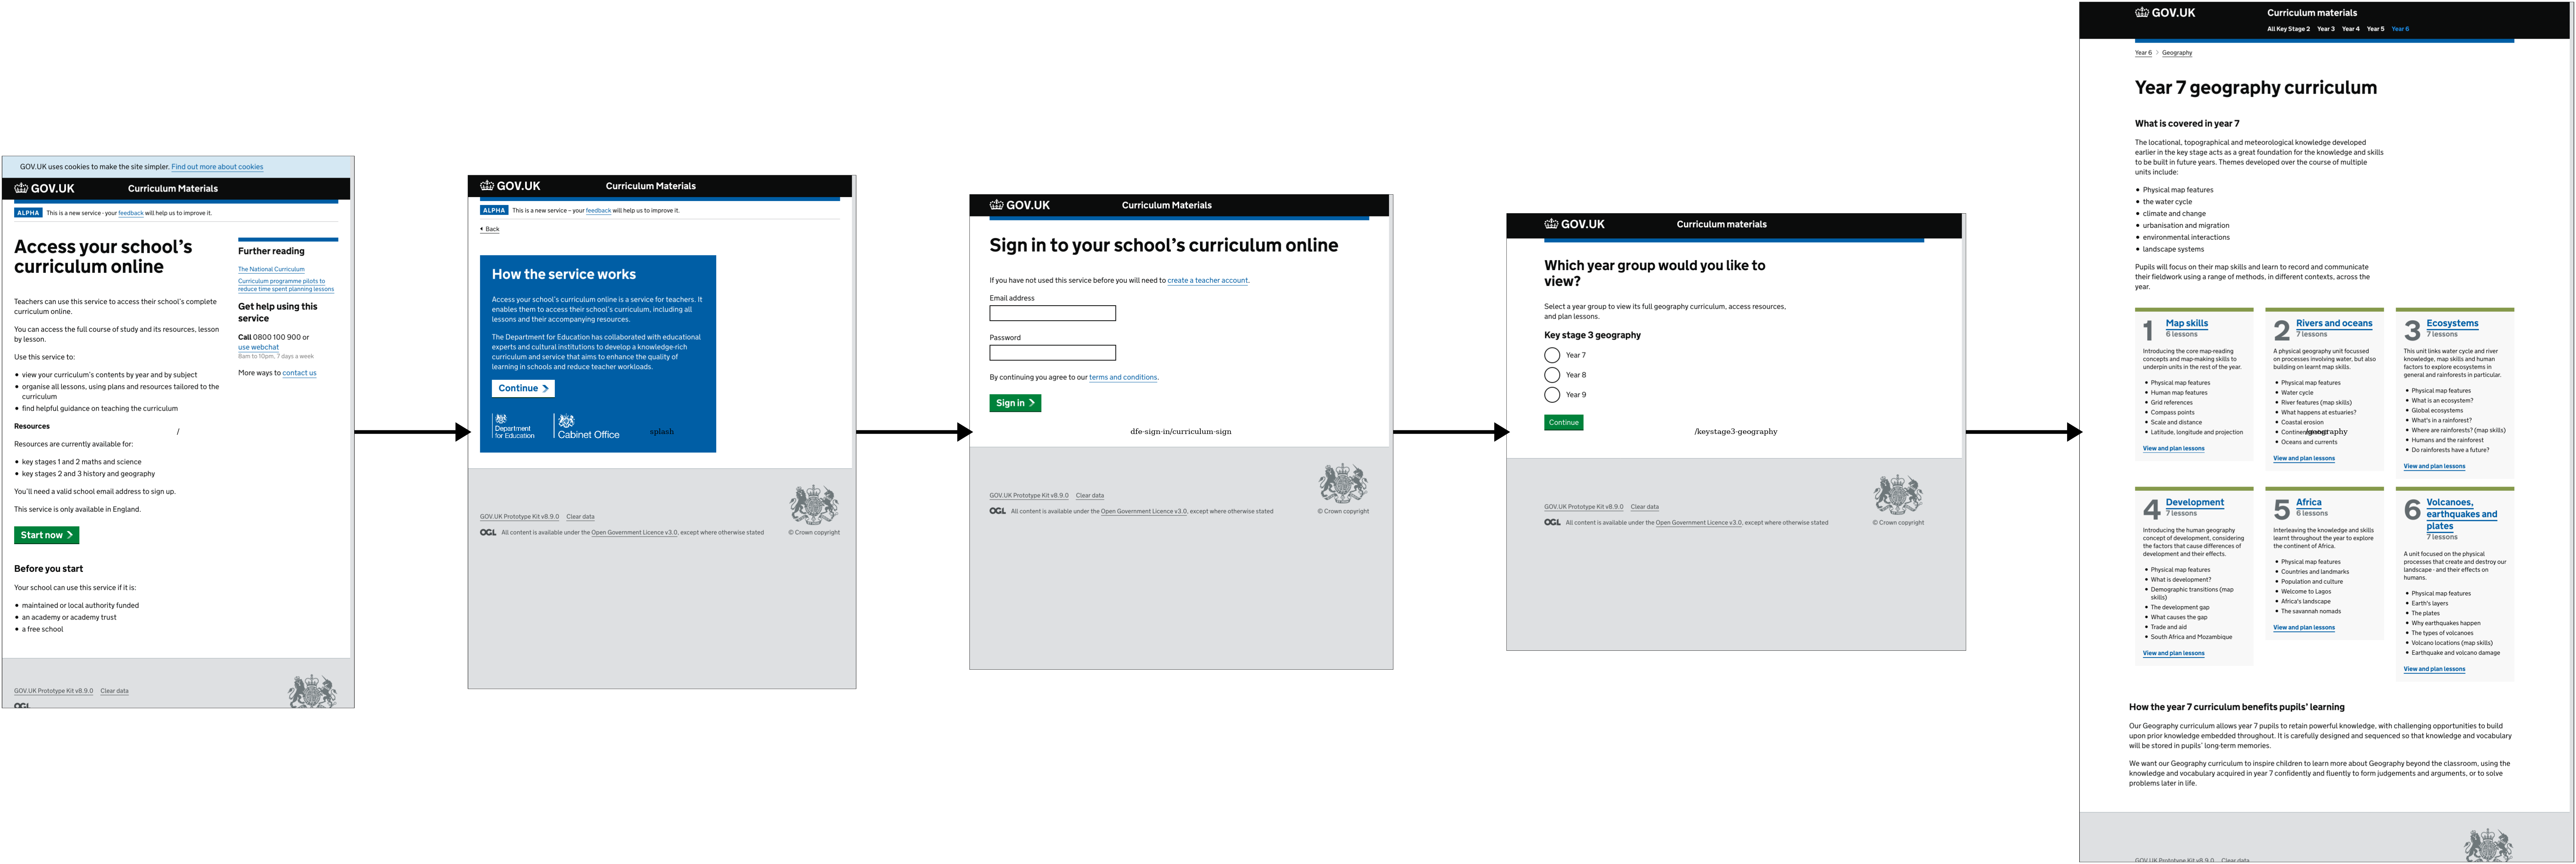 GOV.UK uses cookies to make the site simpler. Find out more about cookies
GOV.UK
Curriculum Materials
ALPHA This is a new service - your feedback will help us to improve it.
Access your school's
curriculum online
Teachers can use this service to access their school's complete
curriculum online.
You can access the full course of study and its resources, lesson
by lesson.
Use this service to:
• view your curriculum's contents by year and by subject
• organise all lessons, using plans and resources tailored to the
curriculum
• find helpful guidance on teaching the curriculum
Resources
/
Resources are currently available for:
• key stages 1 and 2 maths and science
• key stages 2 and 3 history and geography
You'll need a valid school email address to sign up.
This service is only available in England.
Start now
Before you start
Your school can use this service if it is:
• maintained or local authority funded
• an academy or academy trust
• a free school
Further reading
The National Curriculum
Curriculum programme pilots to
reduce time spent planning lessons
Get help using this
service
Call 0800 100 900 or
use webchat
8am to 10pm, 7 days a week
More ways to contact us
GOV.UK Prototype Kit v8.9.0 Clear data
OGL
GOV.UK
Curriculum Materials
ALPHA This is a new service – your feedback will help us to improve it.
Back
How the service works
Access your school's curriculum online is a service for teachers. It
enables them to access their school's curriculum, including all
lessons and their accompanying resources.
The Department for Education has collaborated with educational
experts and cultural institutions to develop a knowledge-rich
curriculum and service that aims to enhance the quality of
learning in schools and reduce teacher workloads.
Continue
Department
for Education
Cabinet Office
splash
GOV.UK Prototype Kit v8.9.0 Clear data
OGL All content is available under the Open Government Licence v3.0, except where otherwise stated
© Crown copyright
GOV.UK
Curriculum Materials
Sign in to your school's curriculum online
If you have not used this service before you will need to create a teacher account.
Email address
Password
By continuing you agree to our terms and conditions.
Sign in
dfe-sign-in/curriculum-sign
GOV.UK Prototype Kit v8.9.0 Clear data
OGL All content is available under the Open Government Licence v3.0, except where otherwise stated
© Crown copyright
GOV.UK
Curriculum materials
Which year group would you like to
view?
Select a year group to view its full geography curriculum, access resources,
and plan lessons.
Key stage 3 geography
Year 7
Year 8
Year 9
Continue
/keystage3-geography
GOV.UK Prototype Kit v8.9.0 Clear data
OGL All content is available under the Open Government Licence v3.0, except where otherwise stated
© Crown copyright
GOV.UK
Curriculum materials
All Key Stage 2 Year 3 Year 4 Year 5 Year 6
Year 6 Geography
Year 7 geography curriculum
What is covered in year 7
The locational, topographical and meteorological knowledge developed
earlier in the key stage acts as a great foundation for the knowledge and skills
to be built in future years. Themes developed over the course of multiple
units include:
• Physical map features
• the water cycle
• climate and change
• urbanisation and migration
• environmental interactions
• landscape systems
Pupils will focus on their map skills and learn to record and communicate
their fieldwork using a range of methods, in different contexts, across the
year.
1 Map skills
6 lessons
Introducing the core map-reading
concepts and map-making skills to
underpin units in the rest of the year.
• Physical map features
• Human map features
• Grid references
• Compass points
• Scale and distance
• Latitude, longitude and projection
View and plan lessons
2 Rivers and oceans
7 lessons
A physical geography unit focussed
on processes involving water, but also
building on learnt map skills.
• Physical map features
• Water cycle
• River features (map skills)
• What happens at estuaries?
• Coastal erosion
• Oceans and currents
View and plan lessons
3 Ecosystems
7 lessons
This unit links water cycle and river
knowledge, map skills and human
factors to explore ecosystems in
general and rainforests in particular.
• Physical map features
• What is an ecosystem?
• Global ecosystems
• What's in a rainforest?
• Where are rainforests? (map skills)
• Humans and the rainforest
• Do rainforests have a future?
View and plan lessons
4 Development
7 lessons
Introducing the human geography
concept of development, considering
the factors that cause differences of
development and their effects.
• Physical map features
• What is development?
• Demographic transitions (map
skills)
• The development gap
• What causes the gap
• Trade and aid
• South Africa and Mozambique
View and plan lessons
5 Africa
6 lessons
Interleaving the knowledge and skills
learnt throughout the year to explore
the continent of Africa.
• Physical map features
• Countries and landmarks
• Population and culture
• Welcome to Lagos
• Africa's landscape
• The savannah nomads
View and plan lessons
6 Volcanoes,
earthquakes and
plates
7 lessons
A unit focused on the physical
processes that create and destroy our
landscape - and their effects on
humans.
• Physical map features
• Earth's layers
• The plates
• Why earthquakes happen
• The types of volcanoes
• Volcano locations (map skills)
• Earthquake and volcano damage
View and plan lessons
How the year 7 curriculum benefits pupils' learning
Our Geography curriculum allows year 7 pupils to retain powerful knowledge, with challenging opportunities to build
upon prior knowledge embedded throughout. It is carefully designed and sequenced so that knowledge and vocabulary
will be stored in pupils' long-term memories.
We want our Geography curriculum to inspire children to learn more about Geography beyond the classroom, using the
knowledge and vocabulary acquired in year 7 confidently and fluently to form judgements and arguments, or to solve
problems later in life.
GOV.UK Prototype Kit v8.9.0 Clear data